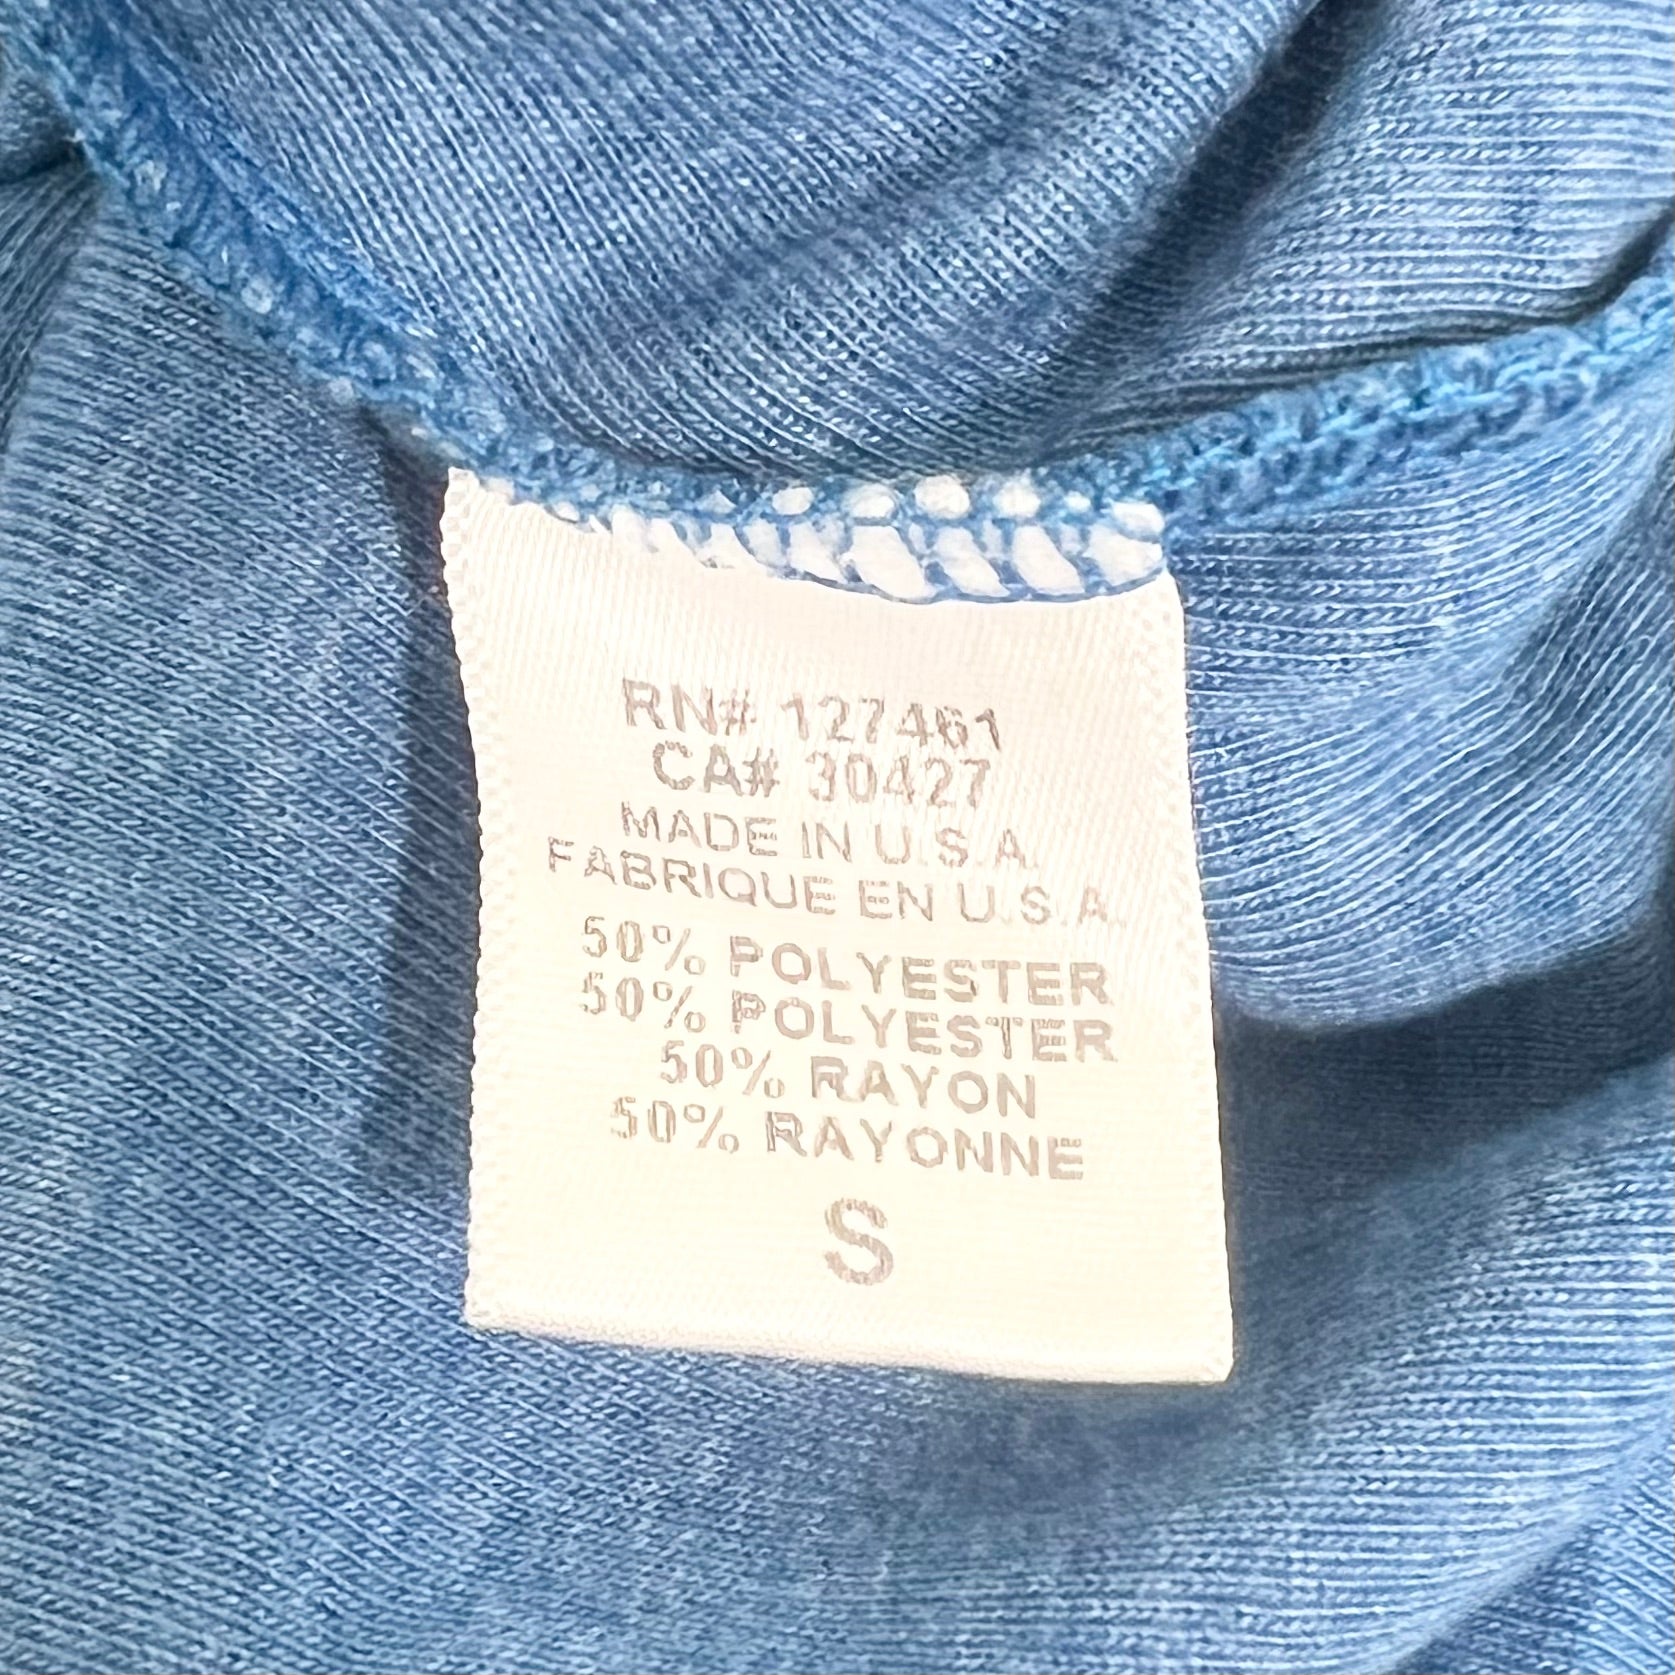 RN# 127461
CA# 30427
MADE IN U.S.A.
FABRIQUE EN U.S.A.
50% POLYESTER
50% POLYESTER
50% RAYON
50% RAYONNE
S